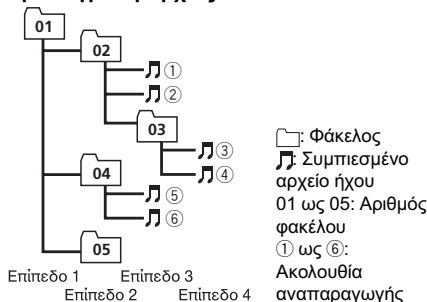 01
02
①
②
03
③
④
04
⑤
⑥
05
Επίπεδο 1 Επίπεδο 3
Επίπεδο 2 Επίπεδο 4
: Φάκελος
: Συμπιεσμένο
αρχείο ήχου
01 ως 05: Αριθμός
φακέλου
① ως ⑥:
Ακολουθία
αναπαραγωγής